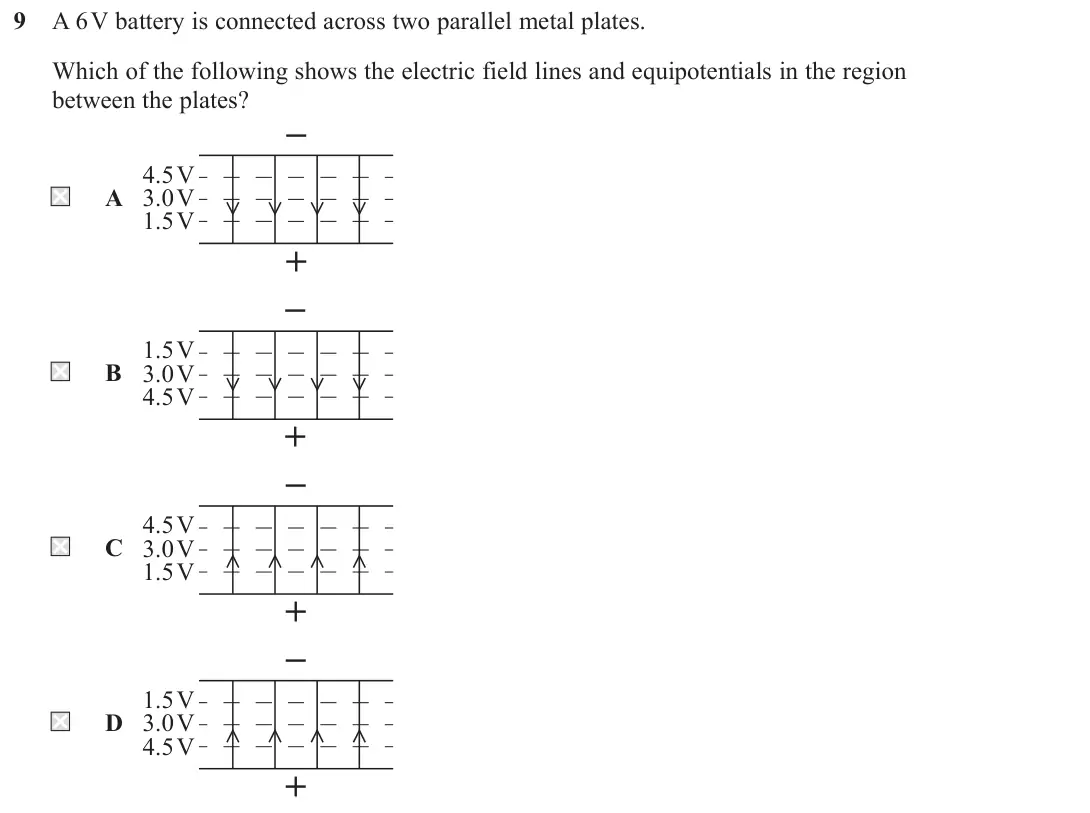 9 A 6 V battery is connected across two parallel metal plates.
Which of the following shows the electric field lines and equipotentials in the region
between the plates?
−
4.5 V
A 3.0 V
1.5 V
+
−
1.5 V
B 3.0 V
4.5 V
+
−
4.5 V
C 3.0 V
1.5 V
+
−
1.5 V
D 3.0 V
4.5 V
+